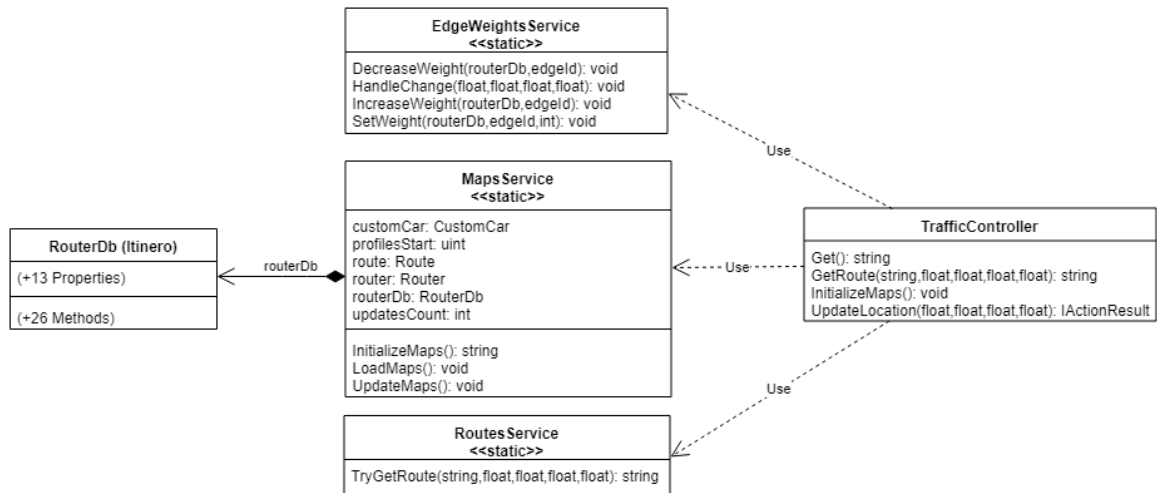 EdgeWeightsService
<<static>>
DecreaseWeight(routerDb,edgeId): void
HandleChange(float,float,float,float): void
IncreaseWeight(routerDb,edgeId): void
SetWeight(routerDb,edgeId,int): void
Use
MapsService
<<static>>
customCar: CustomCar
profilesStart: uint
route: Route
router: Router
routerDb: RouterDb
updatesCount: int
InitializeMaps(): string
LoadMaps(): void
UpdateMaps(): void
RouterDb (Itinero)
(+13 Properties)
(+26 Methods)
routerDb
Use
TrafficController
Get(): string
GetRoute(string,float,float,float,float): string
InitializeMaps(): void
UpdateLocation(float,float,float,float): IActionResult
Use
RoutesService
<<static>>
TryGetRoute(string,float,float,float,float): string